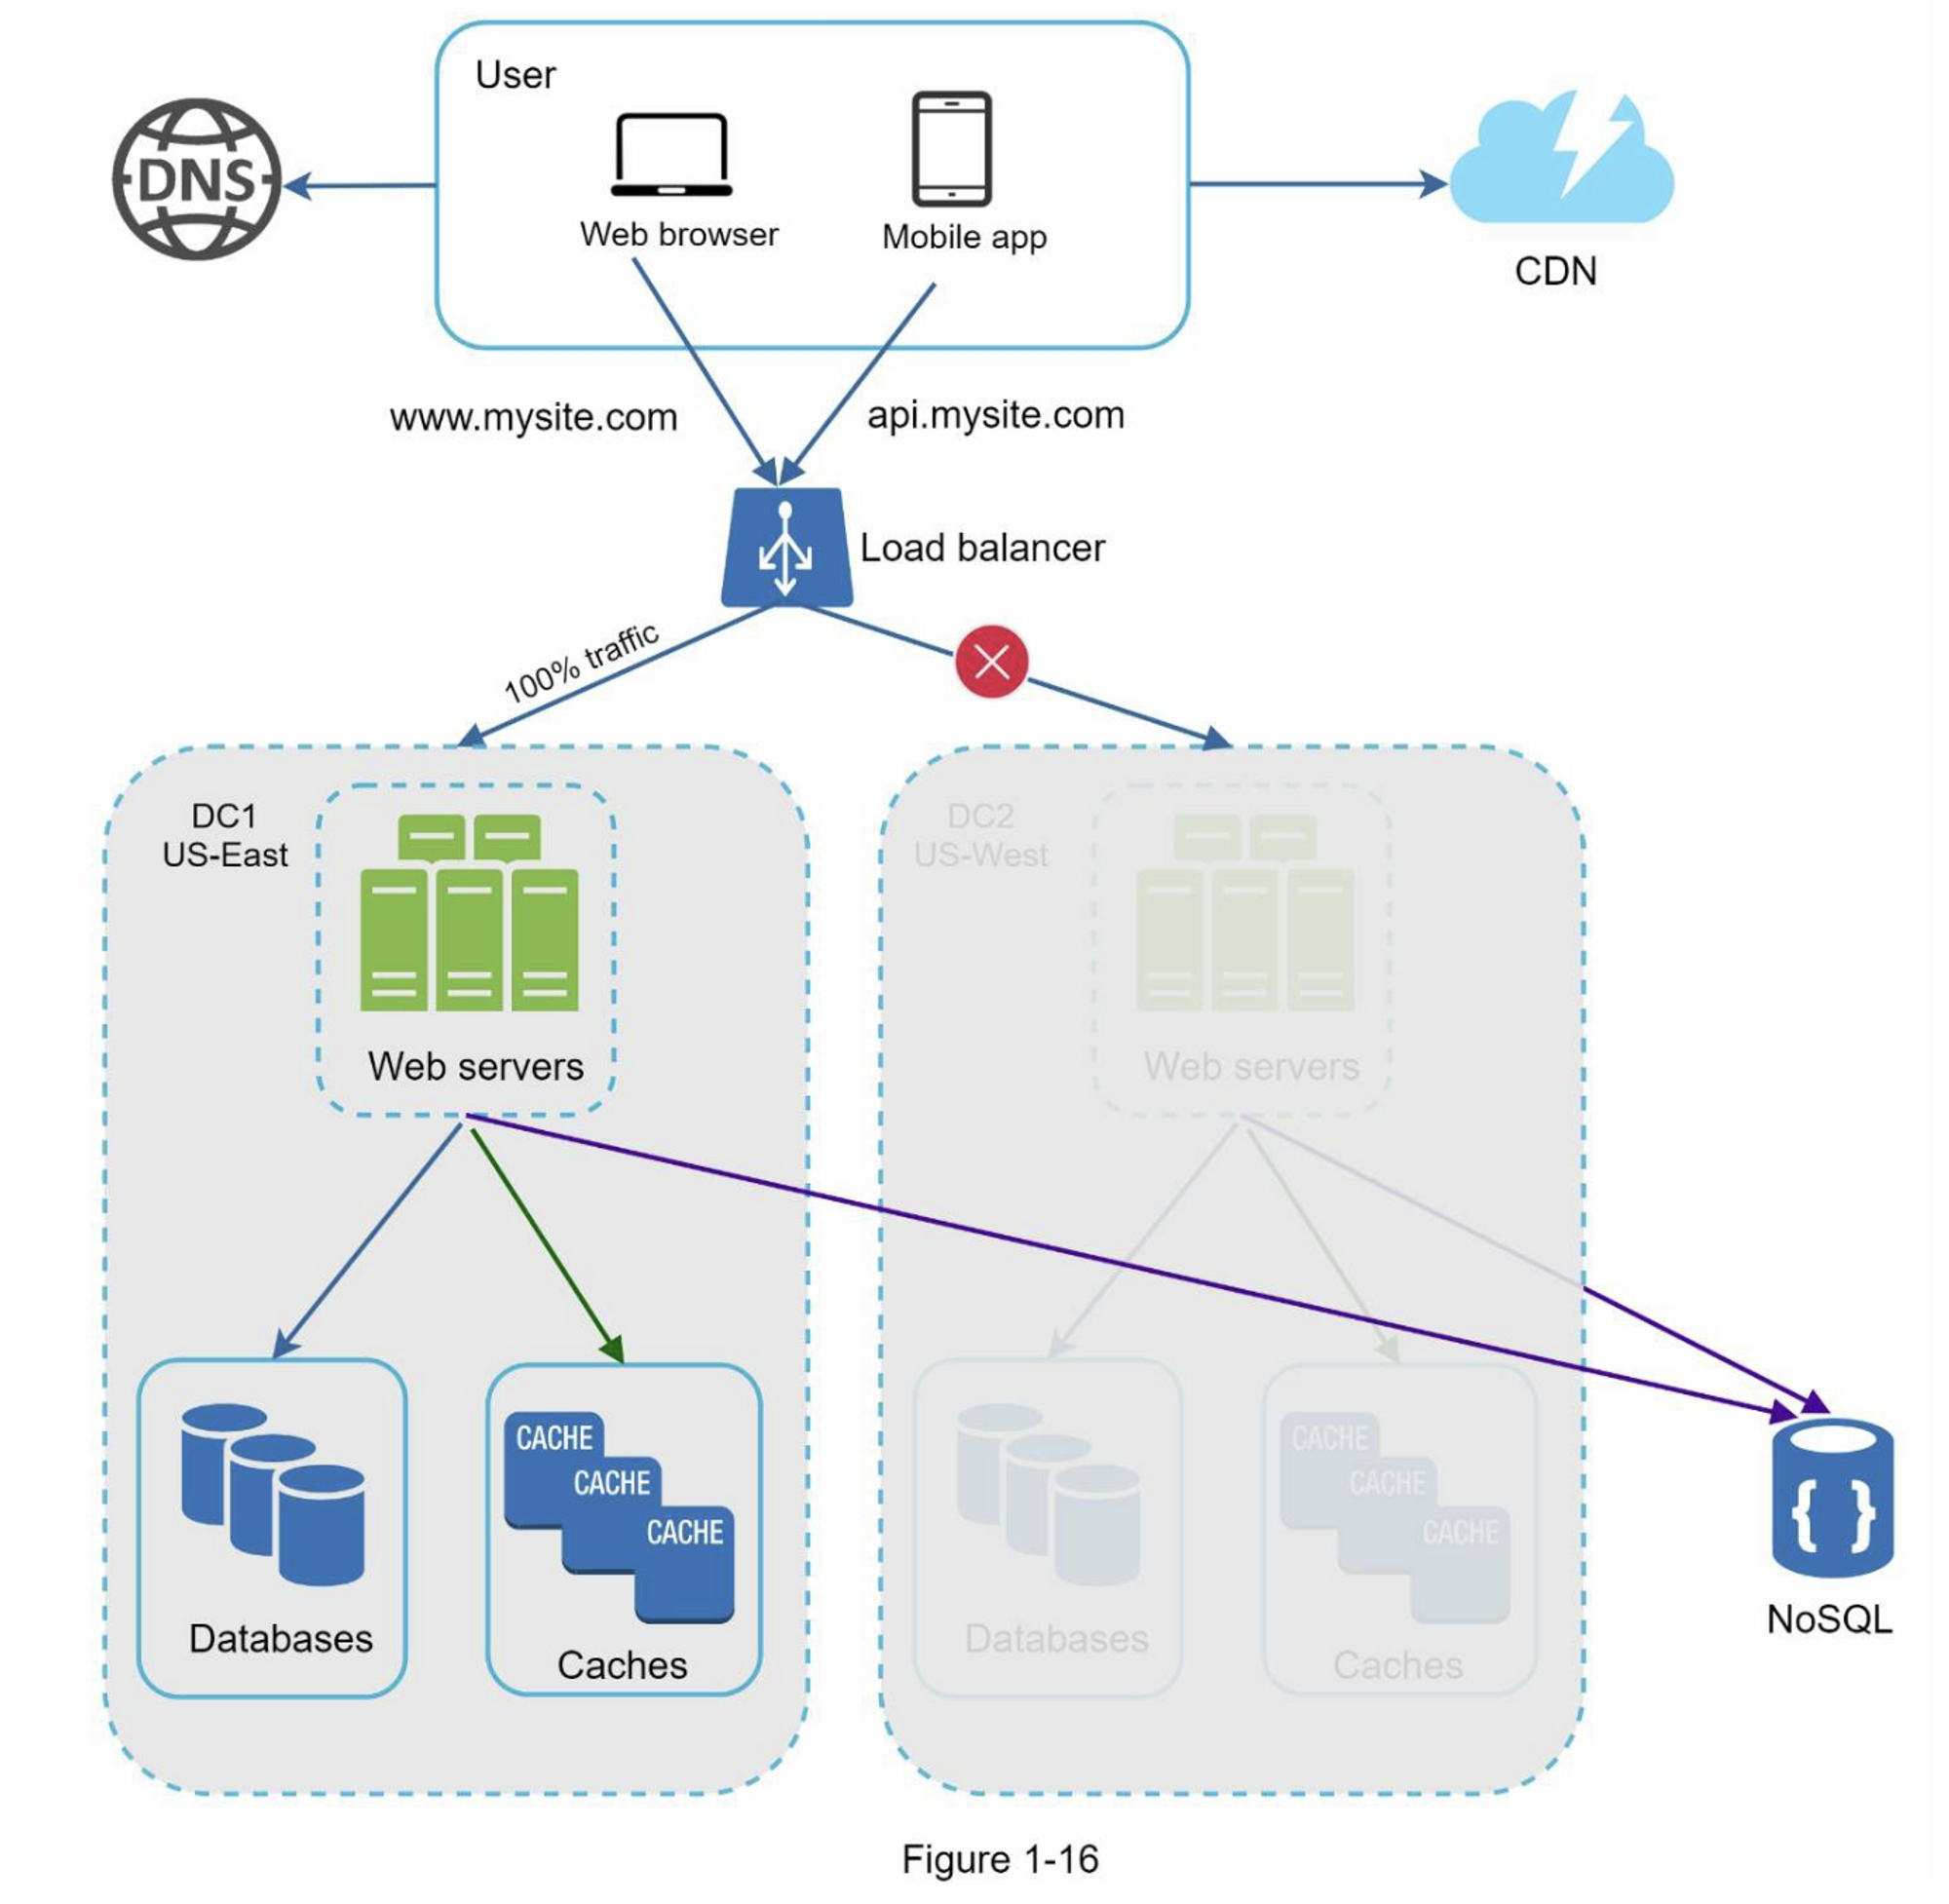 User
DNS
Web browser
Mobile app
CDN
www.mysite.com
api.mysite.com
Load balancer
100% traffic
DC1
US-East
DC2
US-West
Web servers
Web servers
CACHE
CACHE
CACHE
CACHE
CACHE
CACHE
Databases
Caches
Databases
Caches
{ }
NoSQL
Figure 1-16